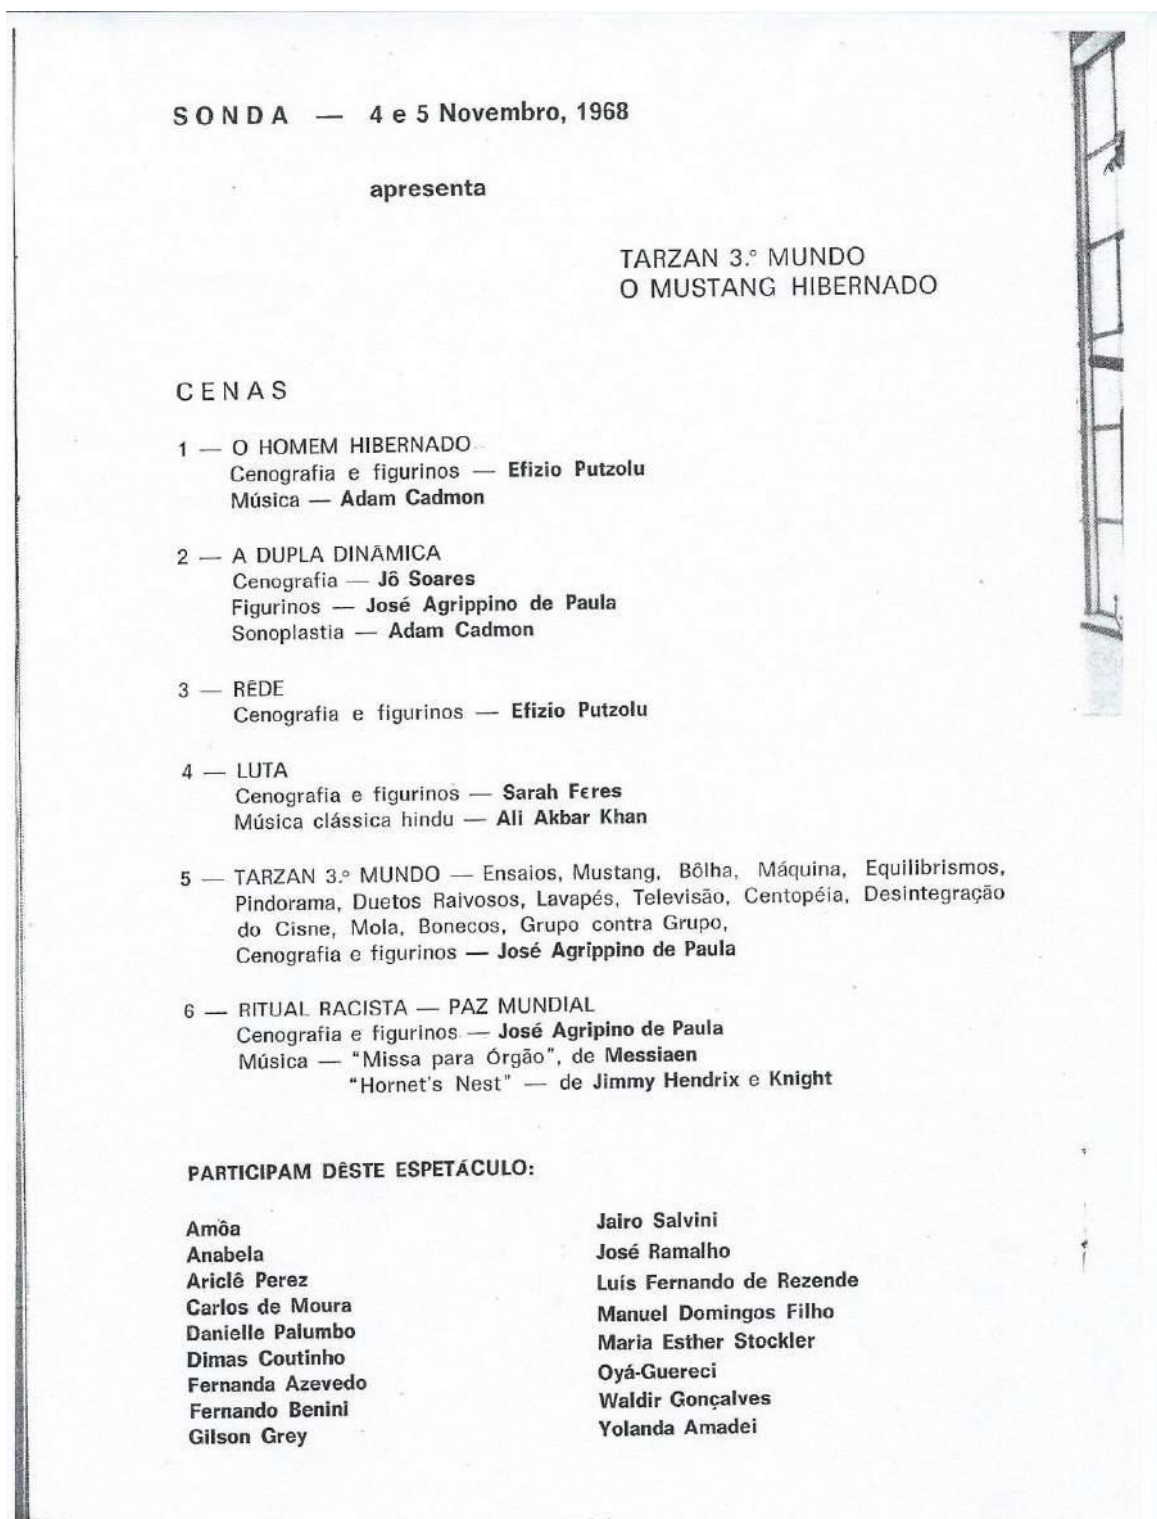 SONDA — 4 e 5 Novembro, 1968
apresenta
TARZAN 3.º MUNDO
O MUSTANG HIBERNADO
CENAS
1 — O HOMEM HIBERNADO
Cenografia e figurinos — Efizio Putzolu
Música — Adam Cadmon
2 — A DUPLA DINÂMICA
Cenografia — Jô Soares
Figurinos — José Agrippino de Paula
Sonoplastia — Adam Cadmon
3 — RÊDE
Cenografia e figurinos — Efizio Putzolu
4 — LUTA
Cenografia e figurinos — Sarah Feres
Música clássica hindu — Ali Akbar Khan
5 — TARZAN 3.º MUNDO — Ensaios, Mustang, Bôlha, Máquina, Equilibrismos,
Pindorama, Duetos Raivosos, Lavapés, Televisão, Centopéia, Desintegração
do Cisne, Mola, Bonecos, Grupo contra Grupo,
Cenografia e figurinos — José Agrippino de Paula
6 — RITUAL RACISTA — PAZ MUNDIAL
Cenografia e figurinos — José Agripino de Paula
Música — "Missa para Órgão", de Messiaen
"Hornet's Nest" — de Jimmy Hendrix e Knight
PARTICIPAM DÊSTE ESPETÁCULO:
Amôa
Anabela
Ariclê Perez
Carlos de Moura
Danielle Palumbo
Dimas Coutinho
Fernanda Azevedo
Fernando Benini
Gilson Grey
Jairo Salvini
José Ramalho
Luís Fernando de Rezende
Manuel Domingos Filho
Maria Esther Stockler
Oyá-Guereci
Waldir Gonçalves
Yolanda Amadei